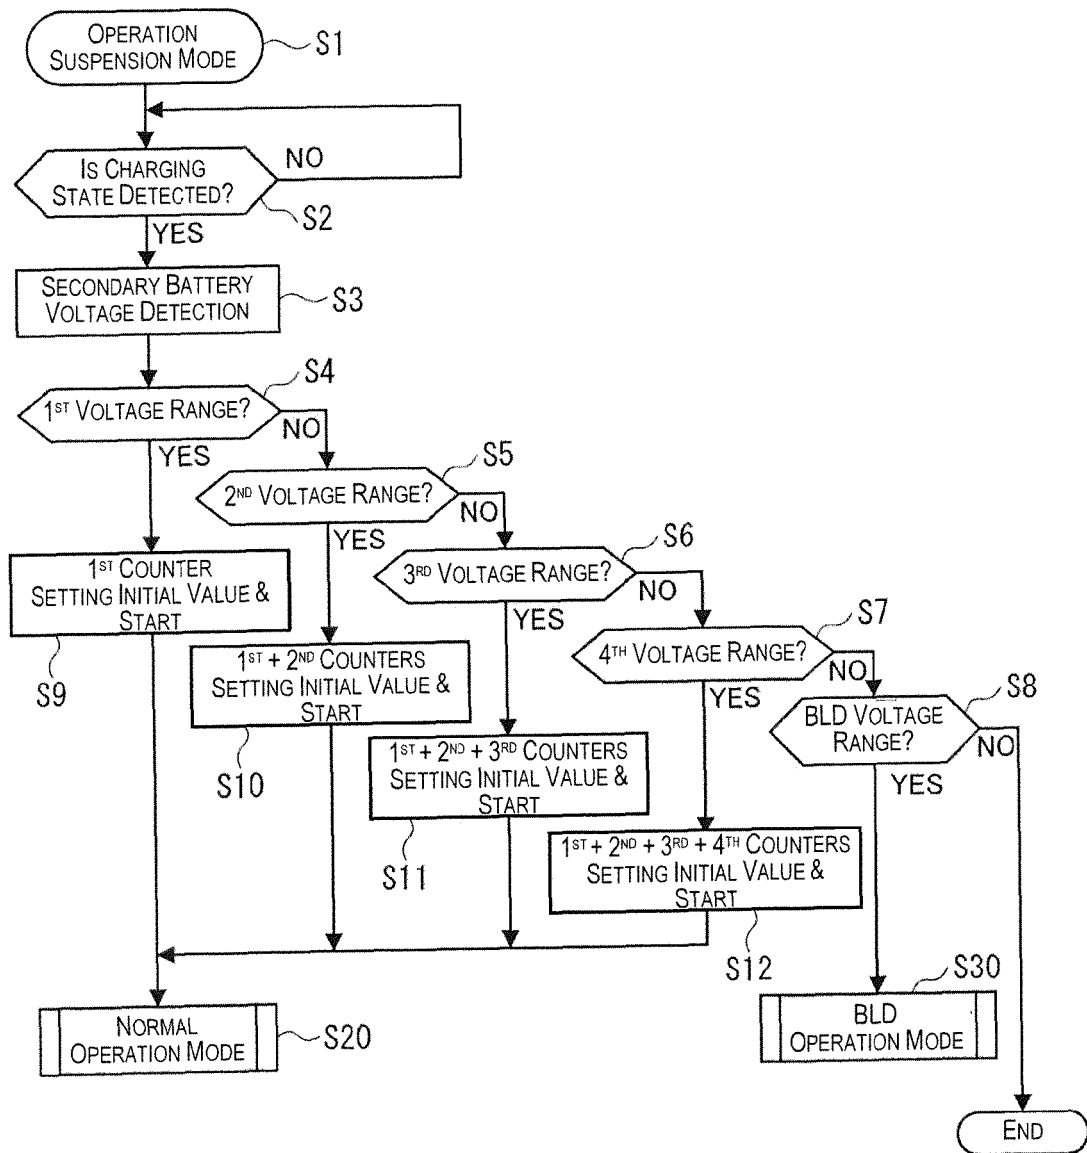 OPERATION
SUSPENSION MODE
S1
IS CHARGING
STATE DETECTED?
NO
S2
YES
SECONDARY BATTERY
VOLTAGE DETECTION
S3
S4
1ST VOLTAGE RANGE?
NO
YES
S5
2ND VOLTAGE RANGE?
NO
YES
S6
3RD VOLTAGE RANGE?
NO
YES
S7
4TH VOLTAGE RANGE?
NO
YES
S8
BLD VOLTAGE
RANGE?
NO
YES
1ST COUNTER
SETTING INITIAL VALUE &
START
S9
1ST + 2ND COUNTERS
SETTING INITIAL VALUE &
START
S10
1ST + 2ND + 3RD COUNTERS
SETTING INITIAL VALUE &
START
S11
1ST + 2ND + 3RD + 4TH COUNTERS
SETTING INITIAL VALUE &
START
S12
NORMAL
OPERATION MODE
S20
S30
BLD
OPERATION MODE
END